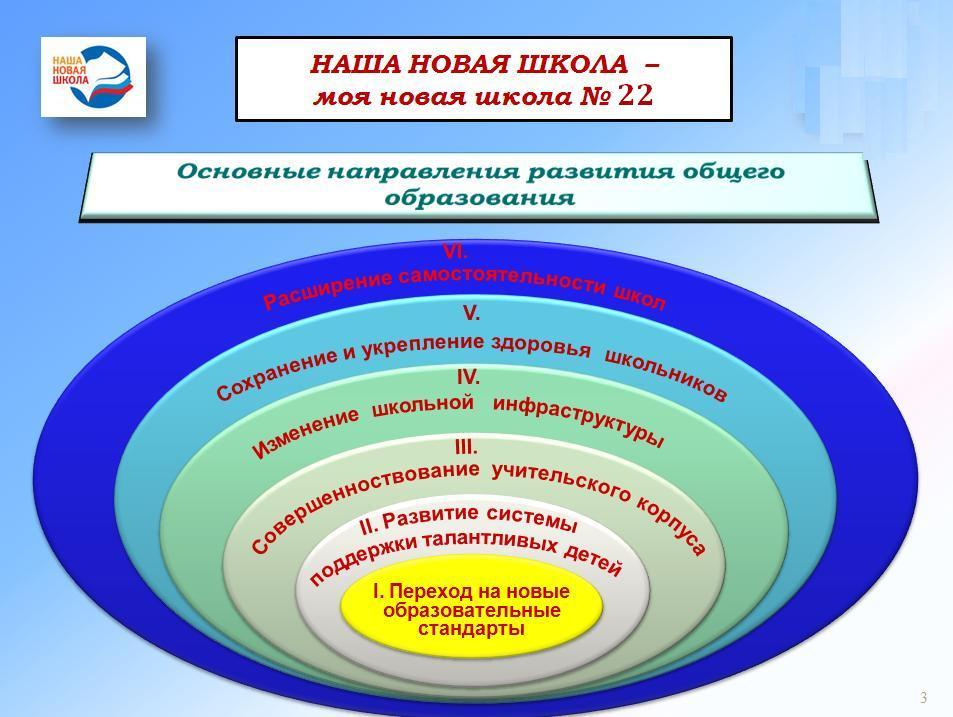 НАША
НОВАЯ
ШКОЛА
НАША НОВАЯ ШКОЛА –
моя новая школа № 22
Основные направления развития общего
образования
VI.
Расширение самостоятельности школ
V.
Сохранение и укрепление здоровья школьников
IV.
Изменение школьной инфраструктуры
III.
Совершенноствование учительского корпуса
II. Развитие системы
поддержки талантливых детей
I. Переход на новые
образовательные
стандарты
3